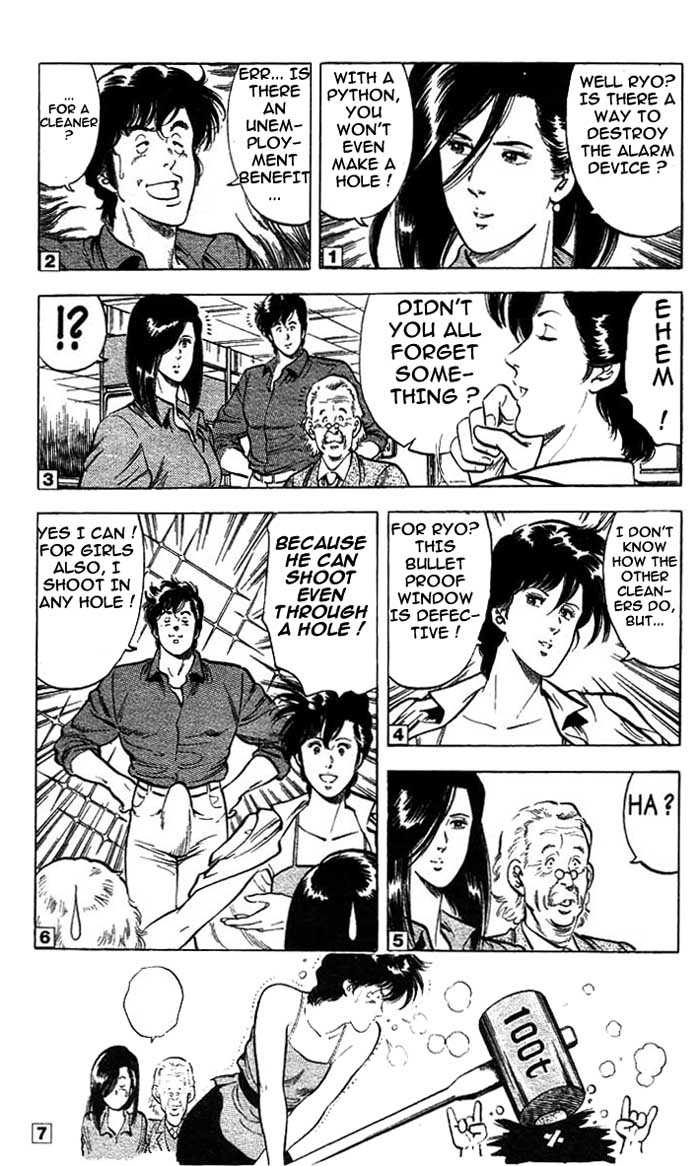 WELL RYO?
IS THERE A
WAY TO
DESTROY
THE ALARM
DEVICE ?
WITH A
PYTHON,
YOU
WON'T
EVEN
MAKE A
HOLE !
1
ERR... IS
THERE
AN
UNEM-
PLOY-
MENT
BENEFIT
...
...
FOR A
CLEANER
?
2
EHEM !
DIDN'T
YOU ALL
FORGET
SOME-
THING ?
!?
3
I DON'T
KNOW
HOW THE
OTHER
CLEAN-
ERS DO,
BUT...
FOR RYO?
THIS
BULLET
PROOF
WINDOW
IS DEFEC-
TIVE !
4
HA?
5
BECAUSE
HE CAN
SHOOT
EVEN
THROUGH
A HOLE !
YES I CAN !
FOR GIRLS
ALSO, I
SHOOT IN
ANY HOLE !
6
100t
7